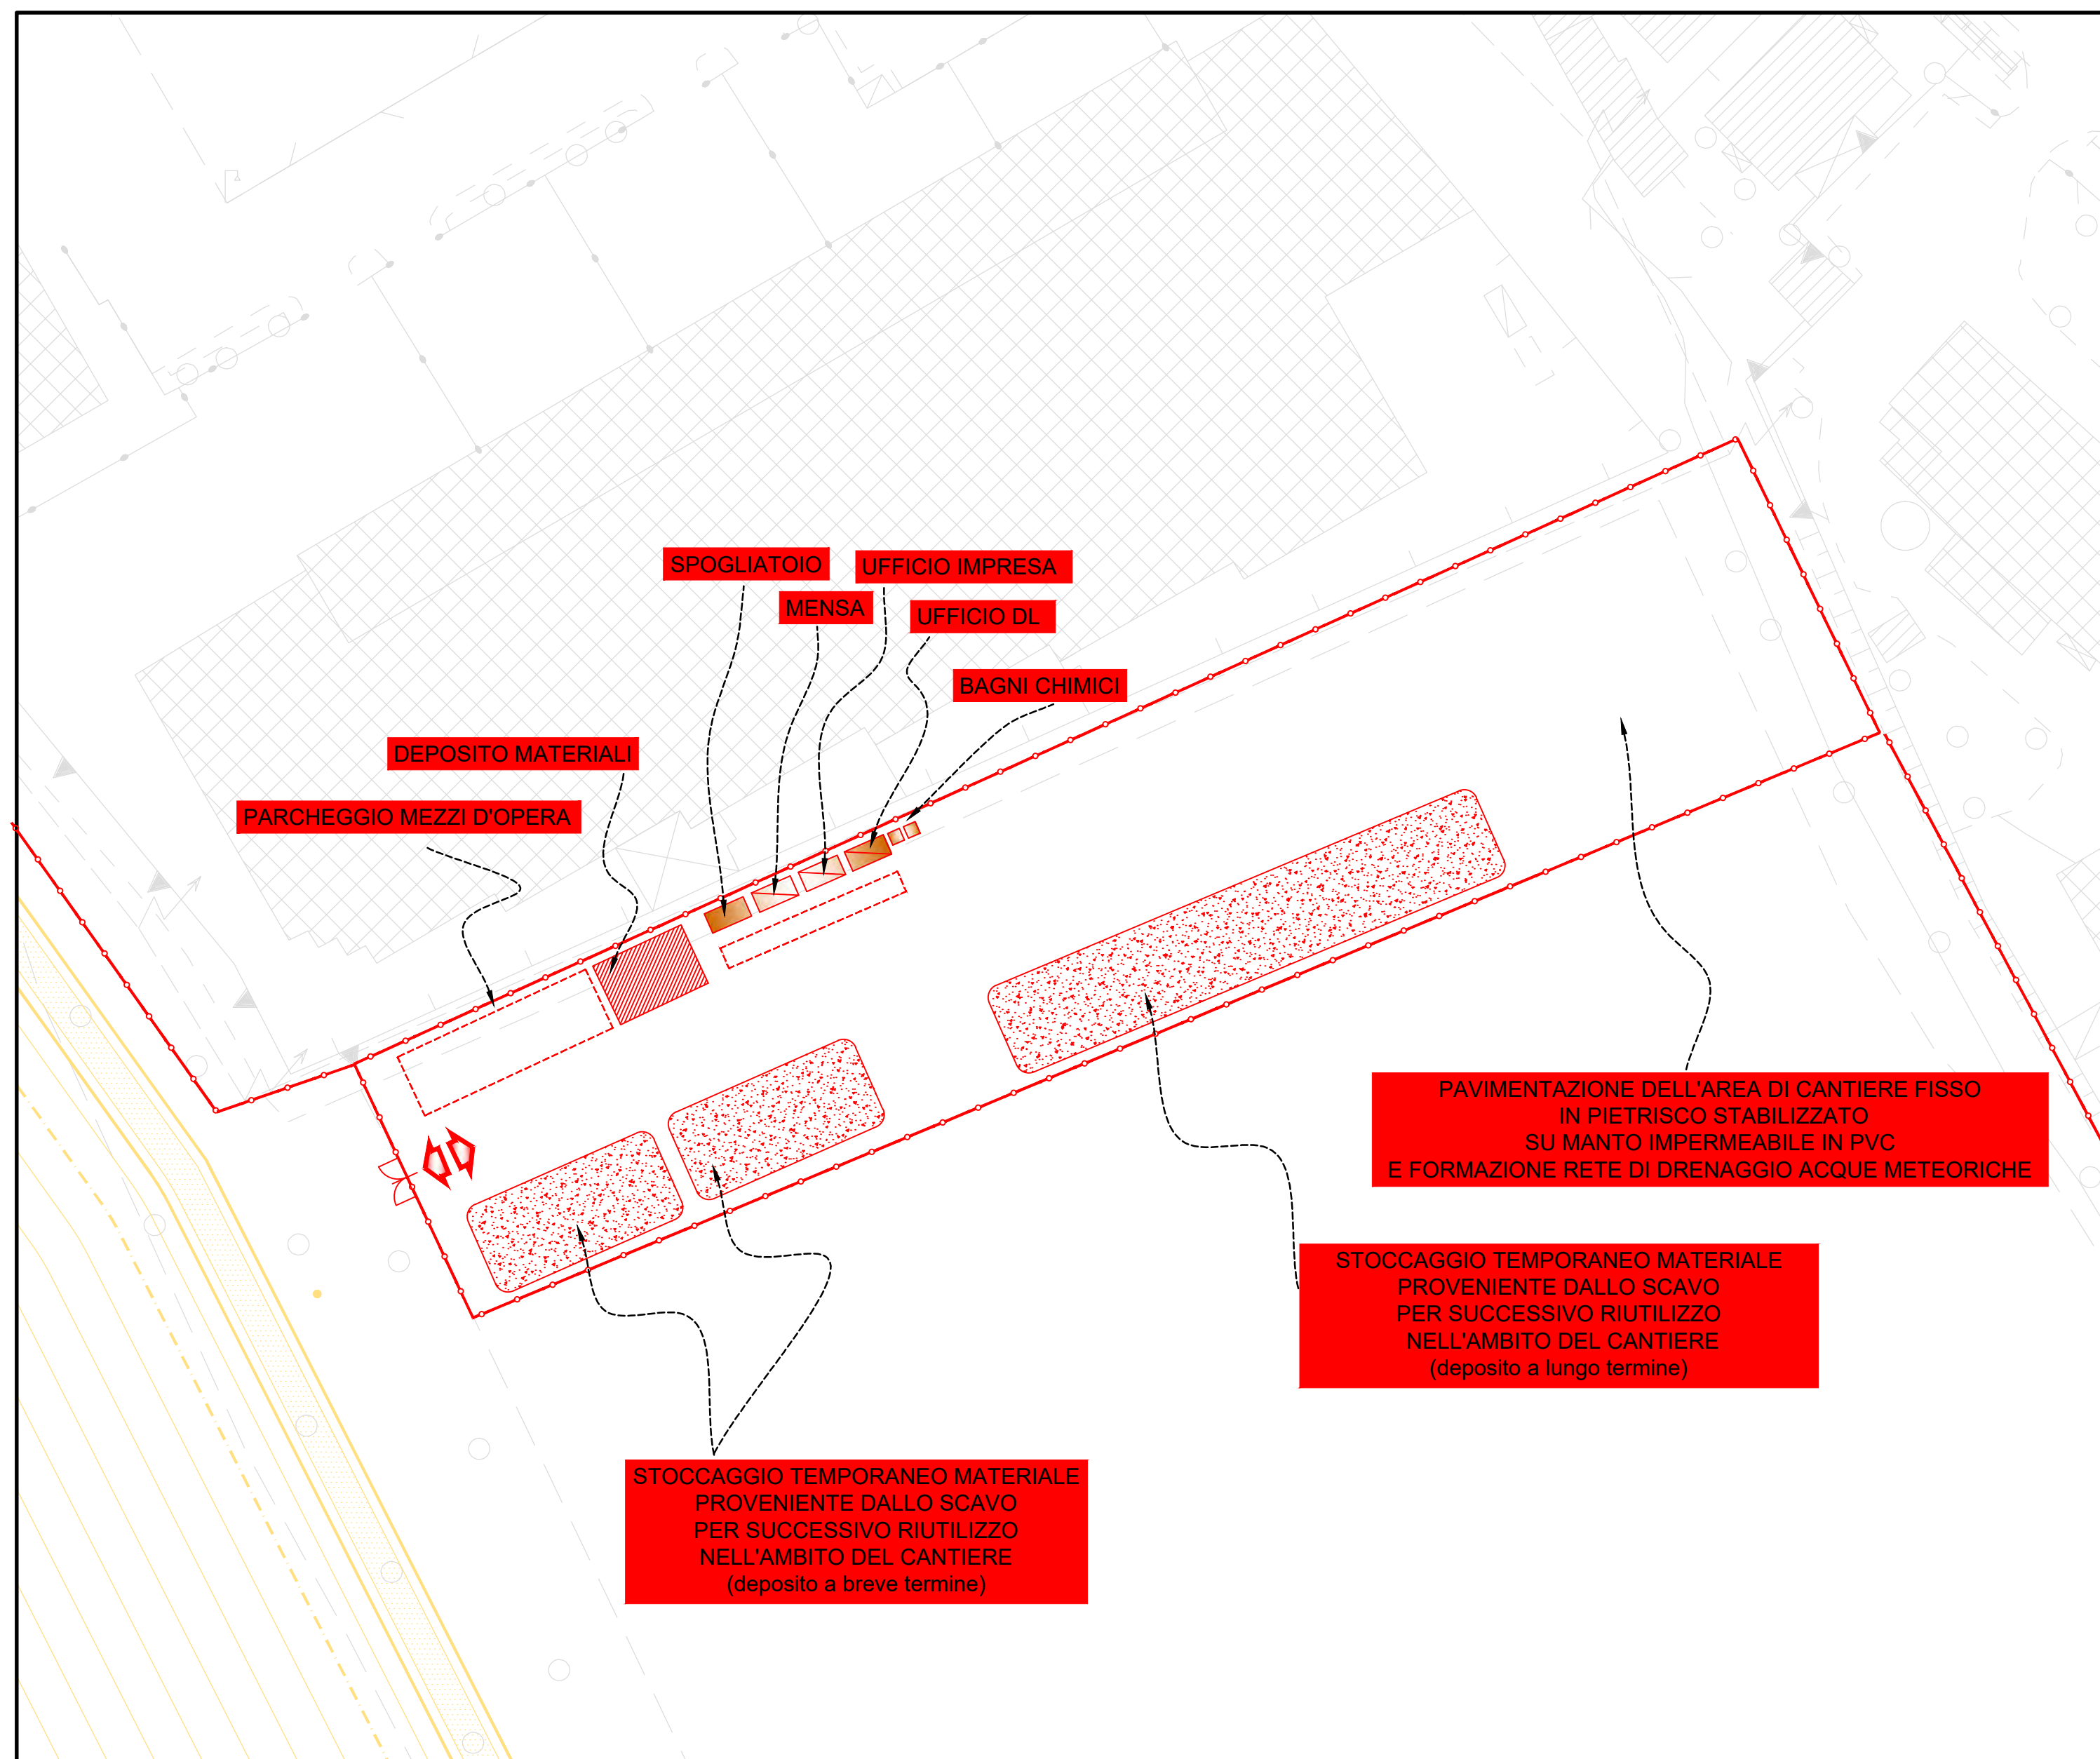 SPOGLIATOIO
UFFICIO IMPRESA
MENSA
UFFICIO DL
BAGNI CHIMICI
DEPOSITO MATERIALI
PARCHEGGIO MEZZI D'OPERA
PAVIMENTAZIONE DELL'AREA DI CANTIERE FISSO
IN PIETRISCO STABILIZZATO
SU MANTO IMPERMEABILE IN PVC
E FORMAZIONE RETE DI DRENAGGIO ACQUE METEORICHE
STOCCAGGIO TEMPORANEO MATERIALE
PROVENIENTE DALLO SCAVO
PER SUCCESSIVO RIUTILIZZO
NELL'AMBITO DEL CANTIERE
(deposito a lungo termine)
STOCCAGGIO TEMPORANEO MATERIALE
PROVENIENTE DALLO SCAVO
PER SUCCESSIVO RIUTILIZZO
NELL'AMBITO DEL CANTIERE
(deposito a breve termine)